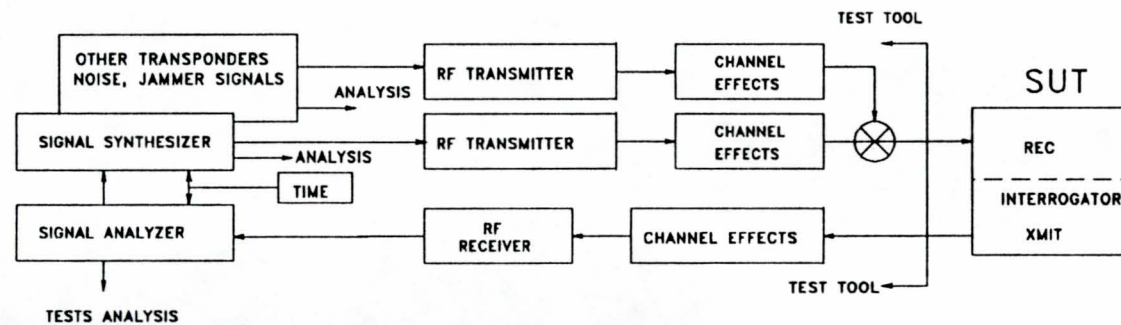 TEST TOOL
OTHER TRANSPONDERS
NOISE, JAMMER SIGNALS
RF TRANSMITTER
CHANNEL
EFFECTS
ANALYSIS
SUT
SIGNAL SYNTHESIZER
RF TRANSMITTER
CHANNEL
EFFECTS
REC
ANALYSIS
TIME
INTERROGATOR
SIGNAL ANALYZER
RF
RECEIVER
CHANNEL EFFECTS
XMIT
TEST TOOL
TESTS ANALYSIS